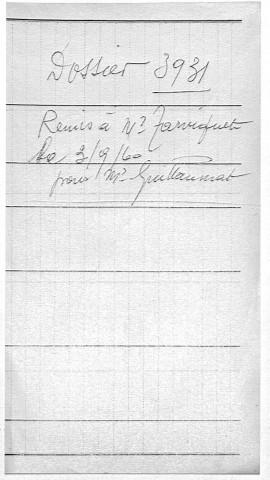 Dossier 3931
Remis à Mr
le 3/9/60
pour Mr Guillaumat